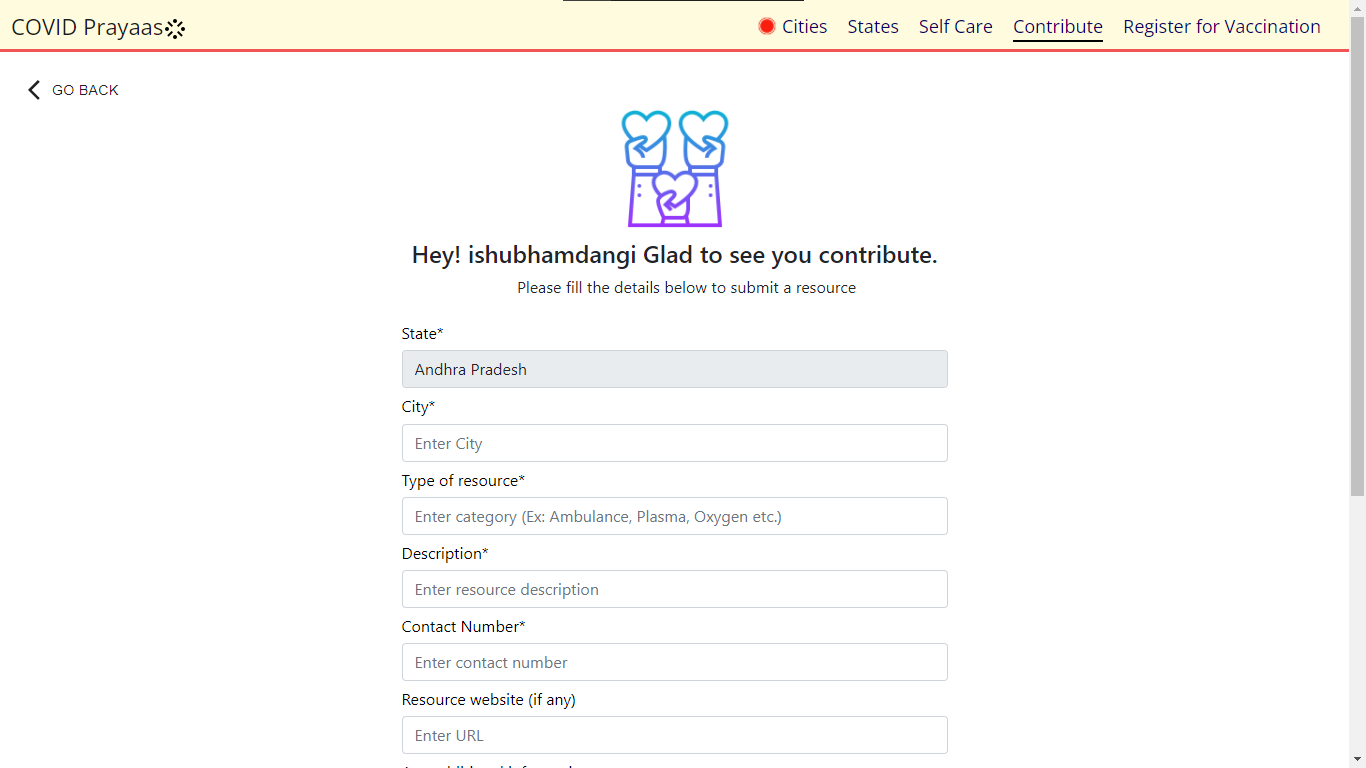 COVID Prayaas
Cities States Self Care Contribute Register for Vaccination
GO BACK
Hey! ishubhamdangi Glad to see you contribute.
Please fill the details below to submit a resource
State*
Andhra Pradesh
City*
Enter City
Type of resource*
Enter category (Ex: Ambulance, Plasma, Oxygen etc.)
Description*
Enter resource description
Contact Number*
Enter contact number
Resource website (if any)
Enter URL